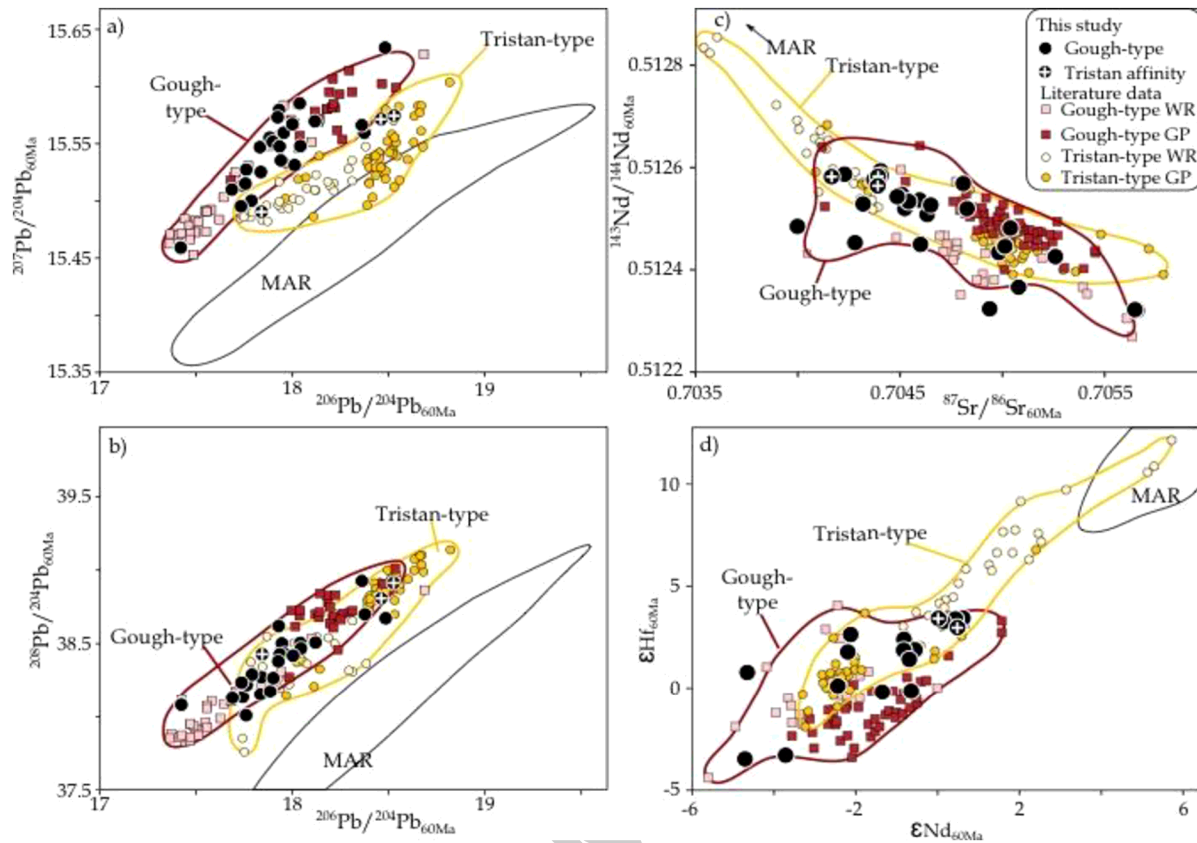 a)
15.65
15.55
15.45
15.35
207Pb/204Pb60Ma
Gough-
type
Tristan-type
MAR
17
18
19
206Pb/204Pb60Ma
c)
MAR
Tristan-type
Gough-type
0.5128
0.5126
0.5124
0.5122
143Nd/144Nd60Ma
0.7035
0.7045
0.7055
87Sr/86Sr60Ma
This study
Gough-type
Tristan affinity
Literature data
Gough-type WR
Gough-type GP
Tristan-type WR
Tristan-type GP
b)
39.5
38.5
37.5
208Pb/204Pb60Ma
Tristan-type
Gough-type
MAR
17
18
19
206Pb/204Pb60Ma
d)
10
5
0
-5
εHf60Ma
MAR
Tristan-type
Gough-
type
-6
-2
2
6
εNd60Ma